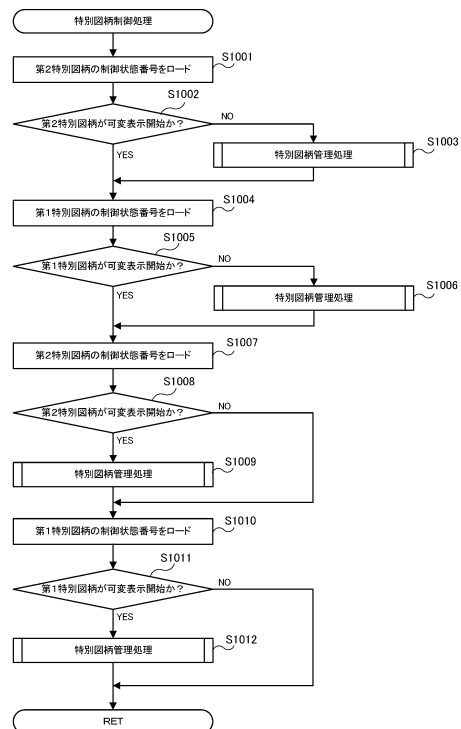 特別図柄制御処理
第2特別図柄の制御状態番号をロード
S1001
S1002
第2特別図柄が可変表示開始か？
NO
YES
特別図柄管理処理
S1003
第1特別図柄の制御状態番号をロード
S1004
S1005
第1特別図柄が可変表示開始か？
NO
YES
特別図柄管理処理
S1006
第2特別図柄の制御状態番号をロード
S1007
S1008
第2特別図柄が可変表示開始か？
NO
YES
特別図柄管理処理
S1009
第1特別図柄の制御状態番号をロード
S1010
S1011
第1特別図柄が可変表示開始か？
NO
YES
特別図柄管理処理
S1012
RET